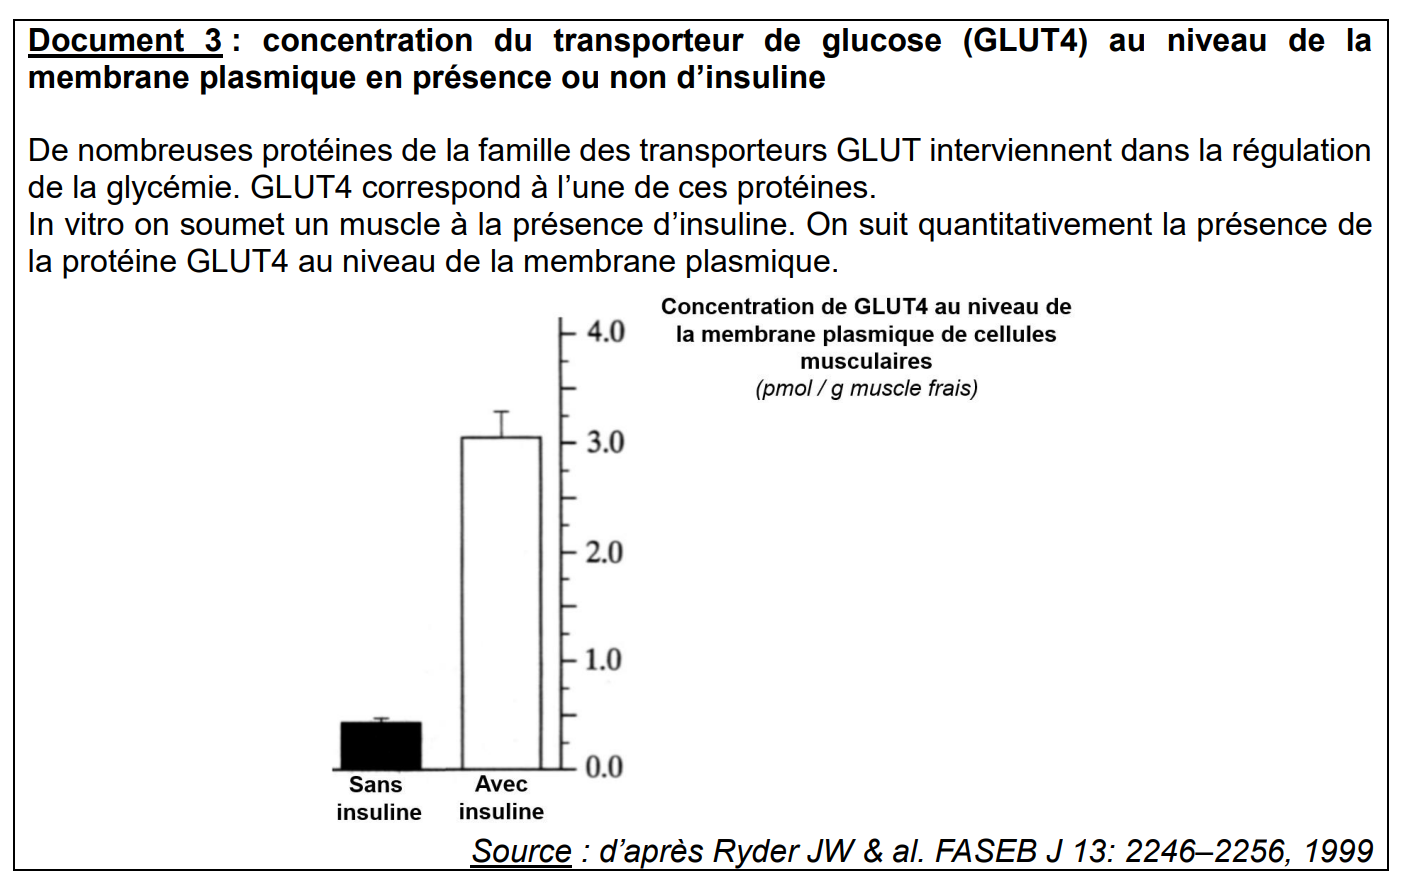 Document 3 : concentration du transporteur de glucose (GLUT4) au niveau de la
membrane plasmique en présence ou non d’insuline
De nombreuses protéines de la famille des transporteurs GLUT interviennent dans la régulation
de la glycémie. GLUT4 correspond à l’une de ces protéines.
In vitro on soumet un muscle à la présence d’insuline. On suit quantitativement la présence de
la protéine GLUT4 au niveau de la membrane plasmique.
Concentration de GLUT4 au niveau de
la membrane plasmique de cellules
musculaires
(pmol / g muscle frais)
4.0
3.0
2.0
1.0
0.0
Sans
insuline
Avec
insuline
Source : d’après Ryder JW & al. FASEB J 13: 2246–2256, 1999